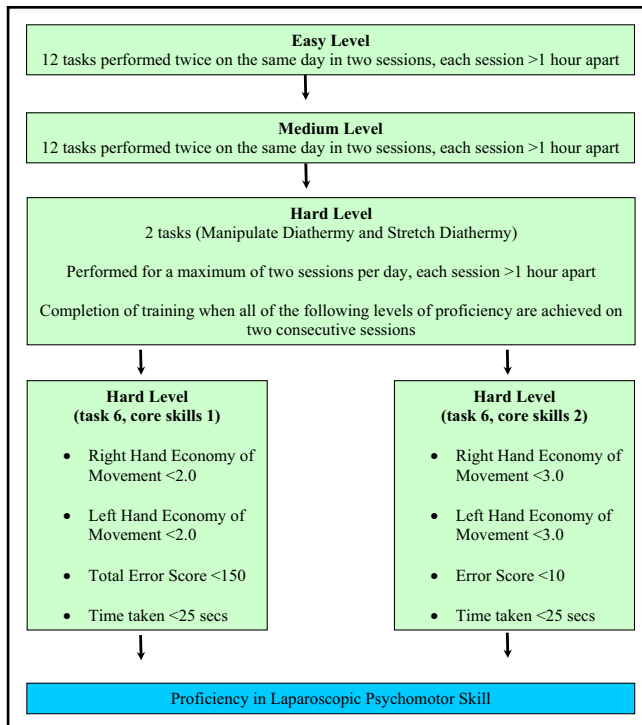 Easy Level
12 tasks performed twice on the same day in two sessions, each session >1 hour apart
Medium Level
12 tasks performed twice on the same day in two sessions, each session >1 hour apart
Hard Level
2 tasks (Manipulate Diathermy and Stretch Diathermy)
Performed for a maximum of two sessions per day, each session >1 hour apart
Completion of training when all of the following levels of proficiency are achieved on
two consecutive sessions
Hard Level
(task 6, core skills 1)
• Right Hand Economy of
Movement <2.0
• Left Hand Economy of
Movement <2.0
• Total Error Score <150
• Time taken <25 secs
Hard Level
(task 6, core skills 2)
• Right Hand Economy of
Movement <3.0
• Left Hand Economy of
Movement <3.0
• Error Score <10
• Time taken <25 secs
Proficiency in Laparoscopic Psychomotor Skill